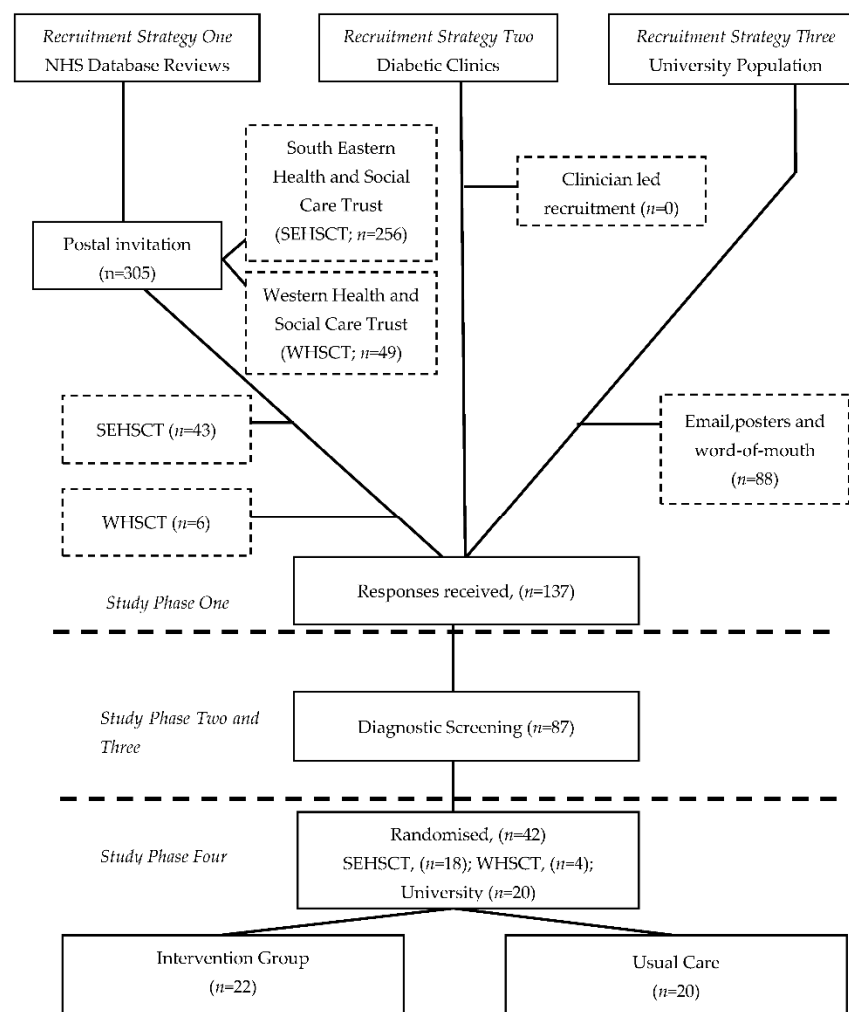 Recruitment Strategy One
NHS Database Reviews
Recruitment Strategy Two
Diabetic Clinics
Recruitment Strategy Three
University Population
South Eastern
Health and Social
Care Trust
(SEHSCT; n=256)
Clinician led
recruitment (n=0)
Postal invitation
(n=305)
Western Health and
Social Care Trust
(WHSCT; n=49)
SEHSCT (n=43)
Email,posters and
word-of-mouth
(n=88)
WHSCT (n=6)
Responses received, (n=137)
Study Phase One
Study Phase Two and
Three
Diagnostic Screening (n=87)
Study Phase Four
Randomised, (n=42)
SEHSCT, (n=18); WHSCT, (n=4);
University (n=20)
Intervention Group
(n=22)
Usual Care
(n=20)